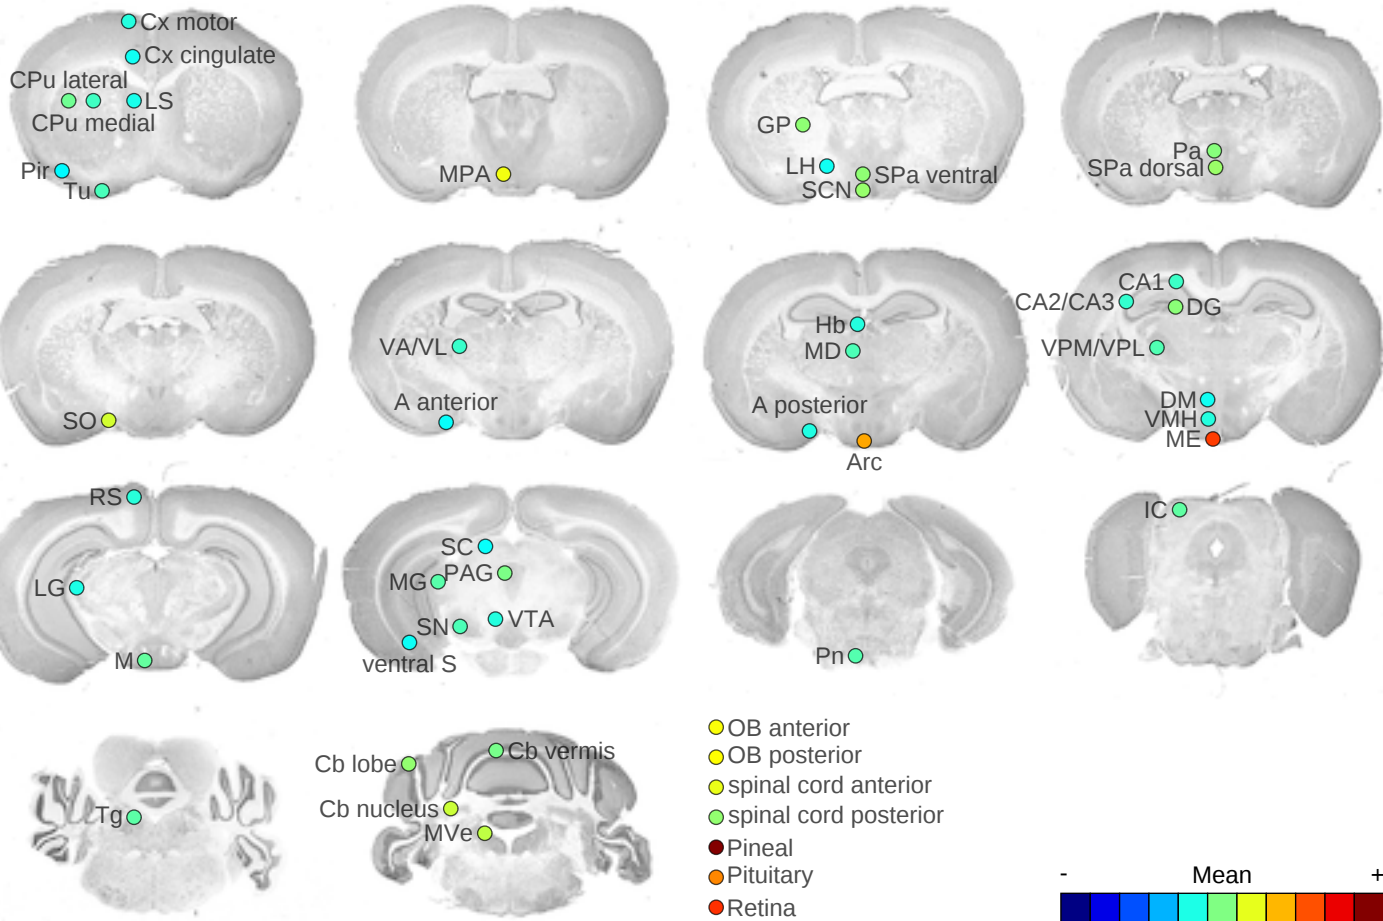 Cx motor
Cx cingulate
CPu lateral
LS
CPu medial
Pir
Tu
MPA
GP
LH
SPa ventral
SCN
Pa
SPa dorsal
SO
VA/VL
A anterior
Hb
MD
A posterior
Arc
CA1
CA2/CA3
DG
VPM/VPL
DM
VMH
ME
RS
LG
M
SC
MG
PAG
SN
VTA
ventral S
Pn
IC
Tg
Cb lobe
Cb vermis
Cb nucleus
MVe
OB anterior
OB posterior
spinal cord anterior
spinal cord posterior
Pineal
Pituitary
Retina
- Mean +